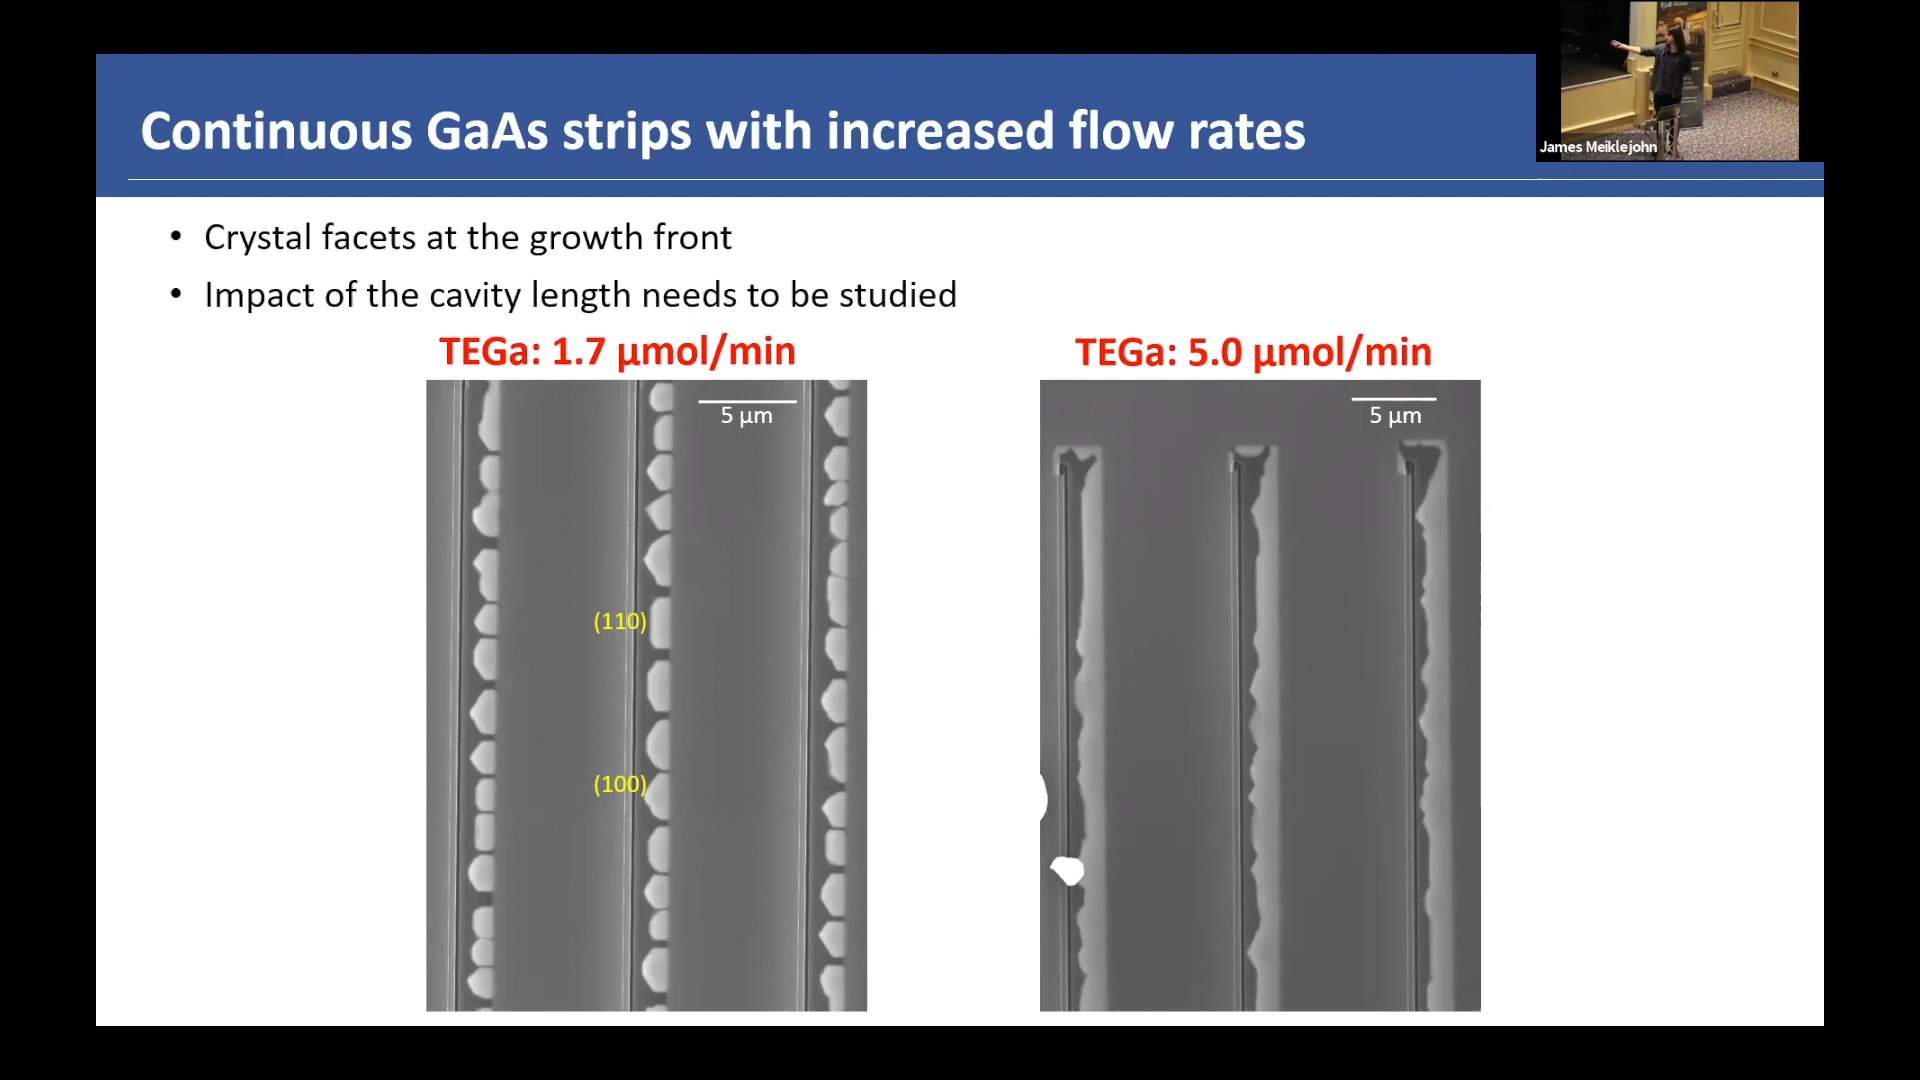 Continuous GaAs strips with increased flow rates
James Meiklejohn
• Crystal facets at the growth front
• Impact of the cavity length needs to be studied
TEGa: 1.7 µmol/min
TEGa: 5.0 µmol/min
5 µm
5 µm
(110)
(100)